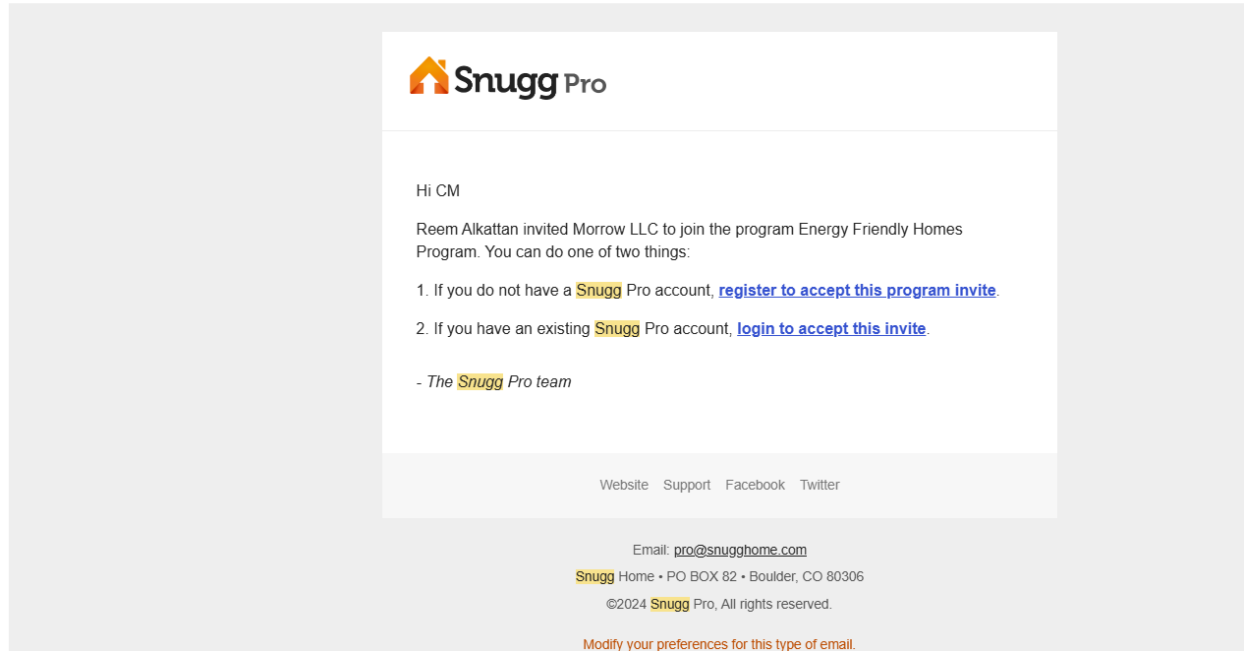 Snugg Pro
Hi CM
Reem Alkattan invited Morrow LLC to join the program Energy Friendly Homes
Program. You can do one of two things:
1. If you do not have a Snugg Pro account, register to accept this program invite.
2. If you have an existing Snugg Pro account, login to accept this invite.
- The Snugg Pro team
Website Support Facebook Twitter
Email: pro@snugghome.com
Snugg Home • PO BOX 82 • Boulder, CO 80306
©2024 Snugg Pro, All rights reserved.
Modify your preferences for this type of email.